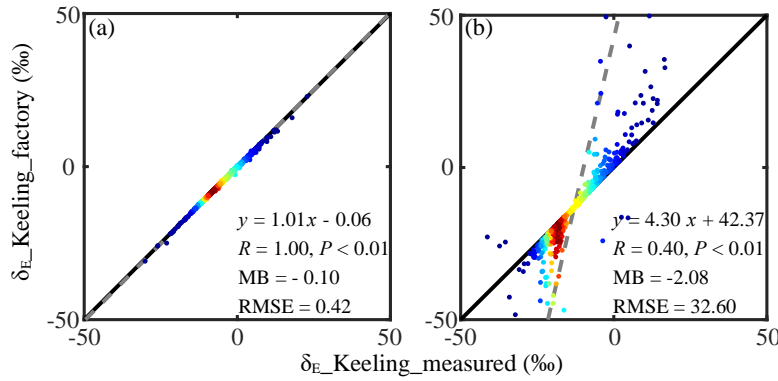 50
(a)
0
-50
-50
0
50
y = 1.01x - 0.06
R = 1.00, P < 0.01
MB = - 0.10
RMSE = 0.42
50
(b)
0
-50
-50
0
50
y = 4.30 x + 42.37
R = 0.40, P < 0.01
MB = -2.08
RMSE = 32.60
δE_Keeling_factory (‰)
δE_Keeling_measured (‰)